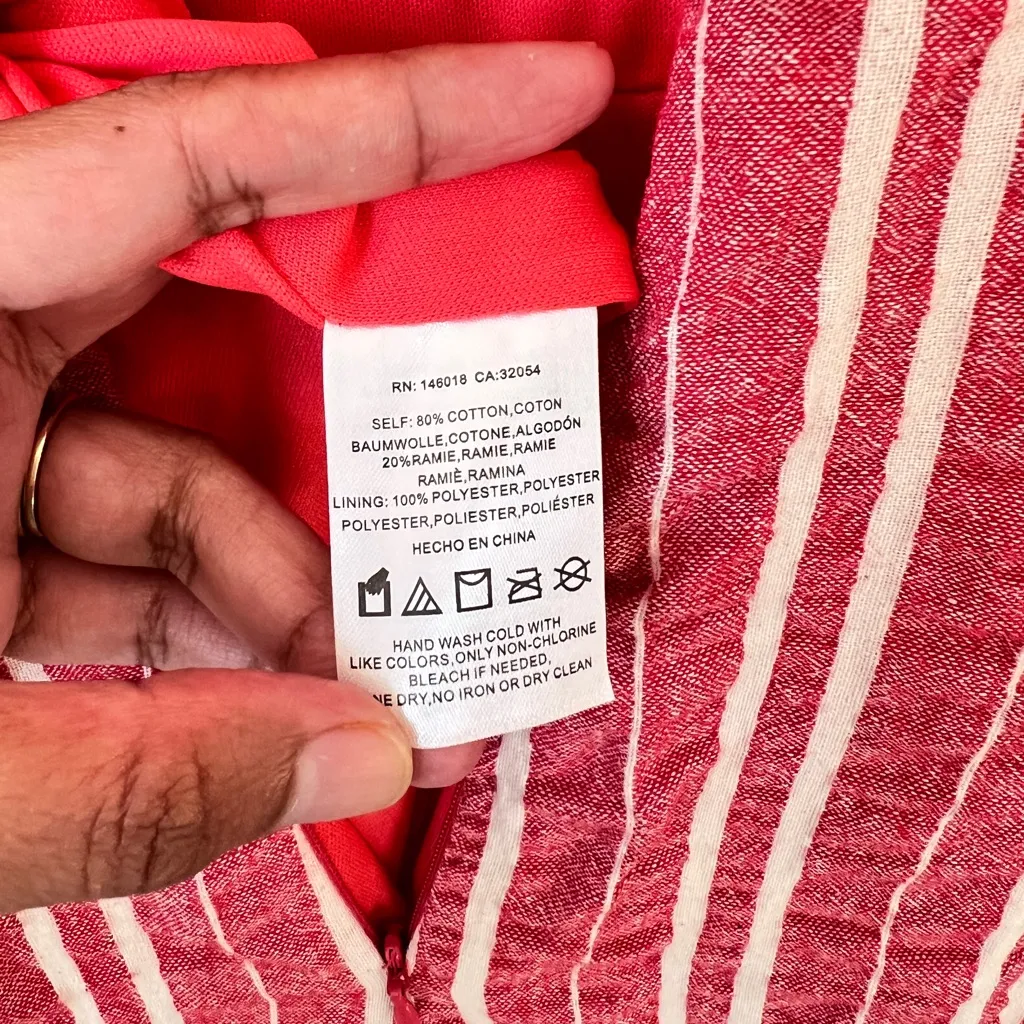 RN: 146018 CA:32054
SELF: 80% COTTON,COTON
BAUMWOLLE,COTONE,ALGODÓN
20%RAMIE,RAMIE,RAMIE
RAMIÈ,RAMINA
LINING: 100% POLYESTER,POLYESTER
POLYESTER,POLIESTER,POLIÉSTER
HECHO EN CHINA
HAND WASH COLD WITH
LIKE COLORS,ONLY NON-CHLORINE
BLEACH IF NEEDED,
DRY,NO IRON OR DRY CLEAN